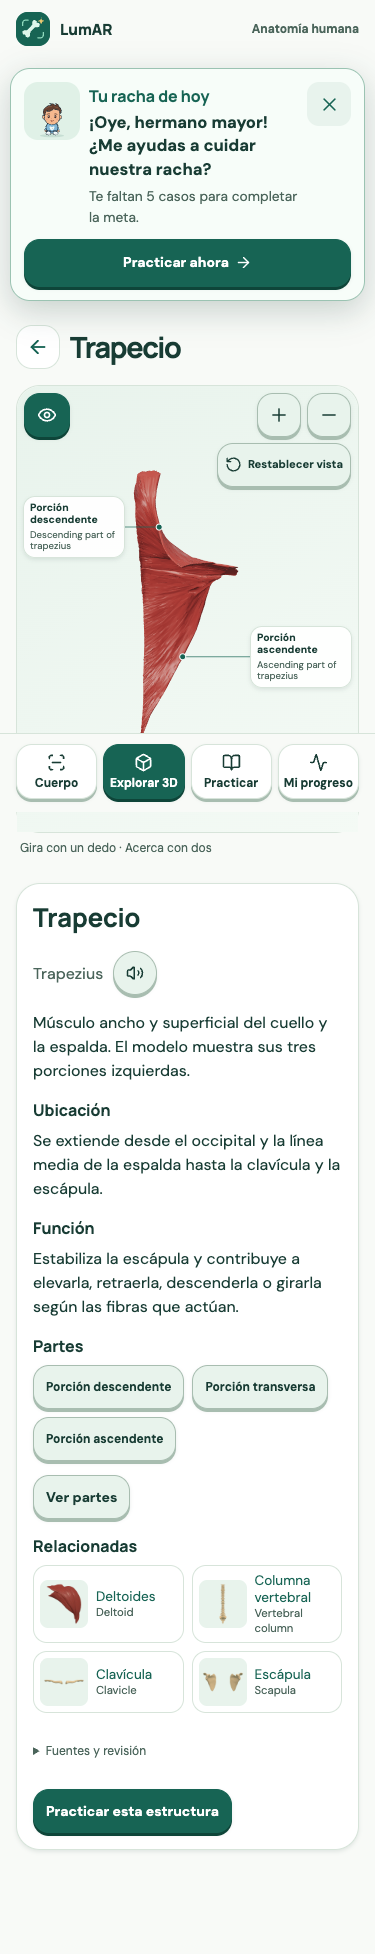 LumAR
Anatomía humana
Tu racha de hoy
¡Oye, hermano mayor!
¿Me ayudas a cuidar
nuestra racha?
Te faltan 5 casos para completar
la meta.
Practicar ahora
Trapecio
Restablecer vista
Porción
descendente
Descending part of
trapezius
Porción
ascendente
Ascending part of
trapezius
Cuerpo
Explorar 3D
Practicar
Mi progreso
Gira con un dedo · Acerca con dos
Trapecio
Trapezius
Músculo ancho y superficial del cuello y
la espalda. El modelo muestra sus tres
porciones izquierdas.
Ubicación
Se extiende desde el occipital y la línea
media de la espalda hasta la clavícula y la
escápula.
Función
Estabiliza la escápula y contribuye a
elevarla, retraerla, descenderla o girarla
según las fibras que actúan.
Partes
Porción descendente
Porción transversa
Porción ascendente
Ver partes
Relacionadas
Deltoides
Deltoid
Columna
vertebral
Vertebral
column
Clavícula
Clavicle
Escápula
Scapula
Fuentes y revisión
Practicar esta estructura